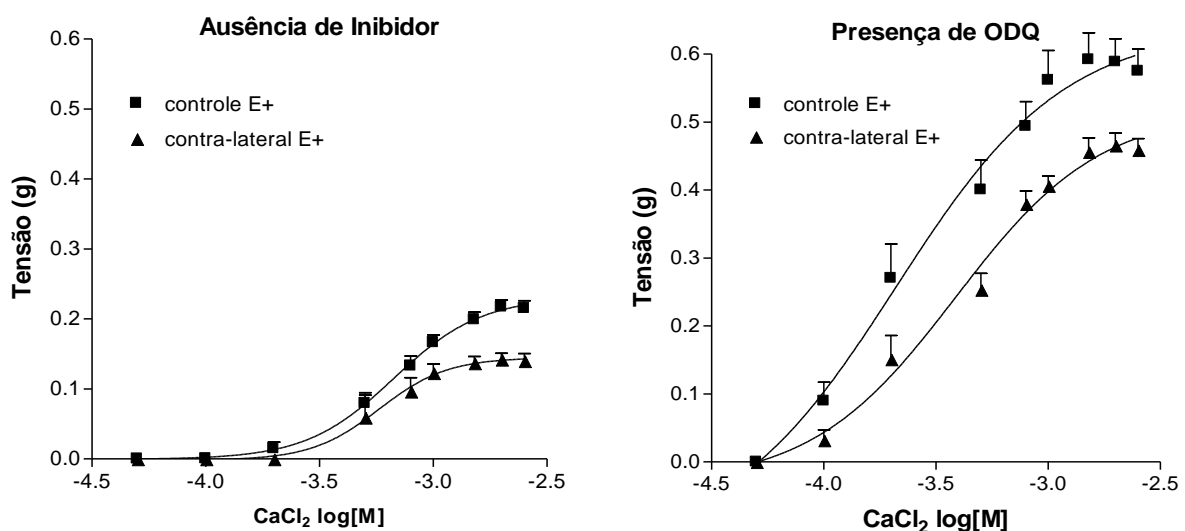 Ausência de Inibidor
0.6
0.5
0.4
0.3
0.2
0.1
0.0
Tensão (g)
controle E+
contra-lateral E+
-4.5 -4.0 -3.5 -3.0 -2.5
CaCl₂ log[M]
Presença de ODQ
0.6
0.5
0.4
0.3
0.2
0.1
0.0
Tensão (g)
controle E+
contra-lateral E+
-4.5 -4.0 -3.5 -3.0 -2.5
CaCl₂ log[M]